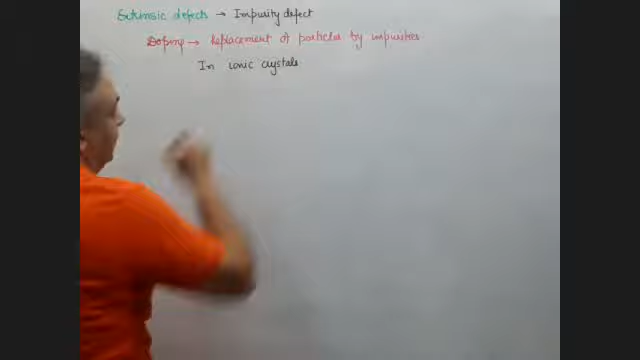 Extrinsic defects → Impurity defect
Doping → Replacement of particles by impurities
In ionic crystals